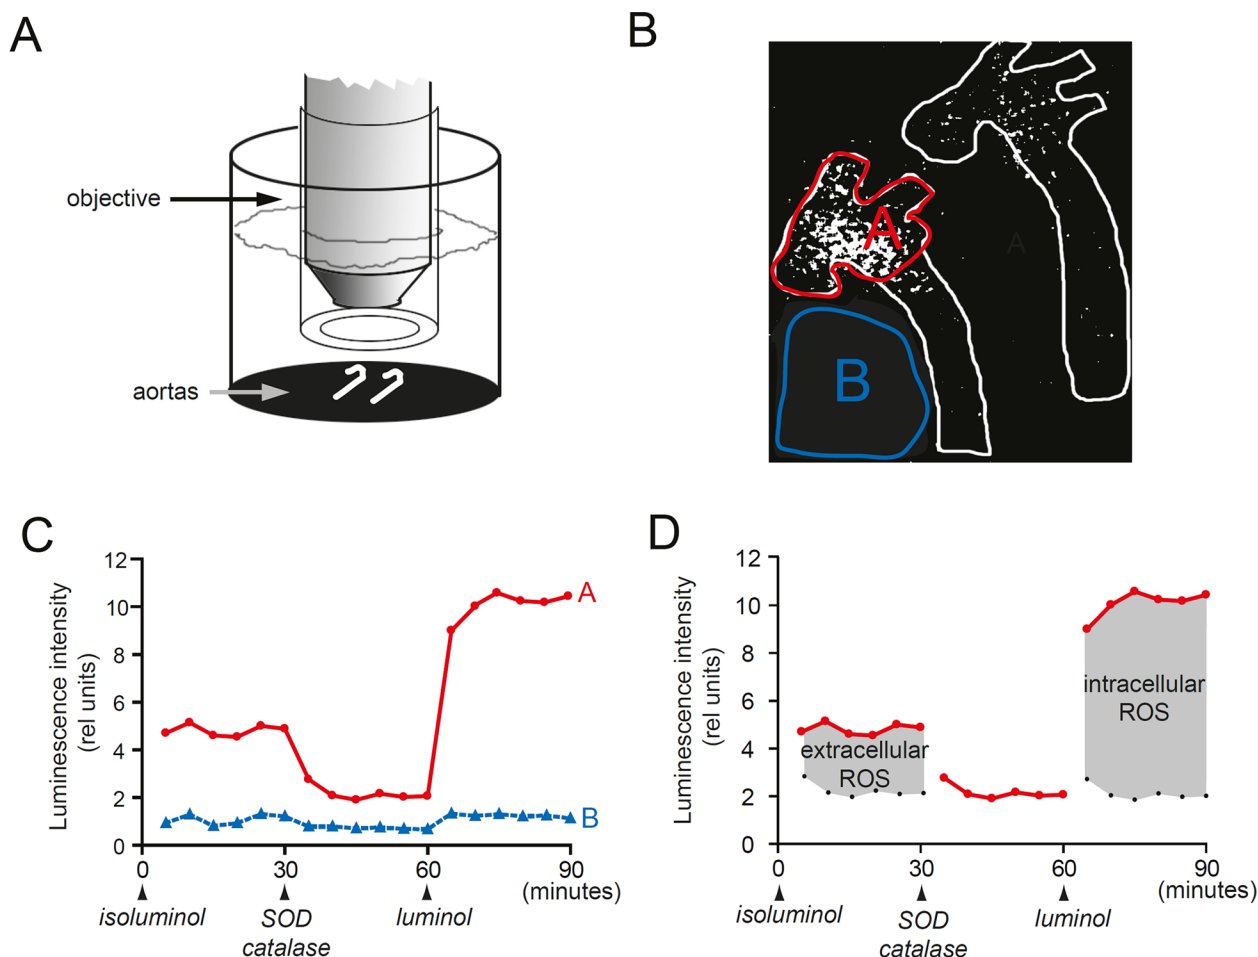 A
objective
aortas
B
A
A
B
C
Luminescence intensity
(rel units)
12
10
8
6
4
2
0
A
B
0
30
60
90
(minutes)
isoluminol
SOD
catalase
luminol
D
Luminescence intensity
(rel units)
12
10
8
6
4
2
0
extracellular
ROS
intracellular
ROS
0
30
60
90
(minutes)
isoluminol
SOD
catalase
luminol